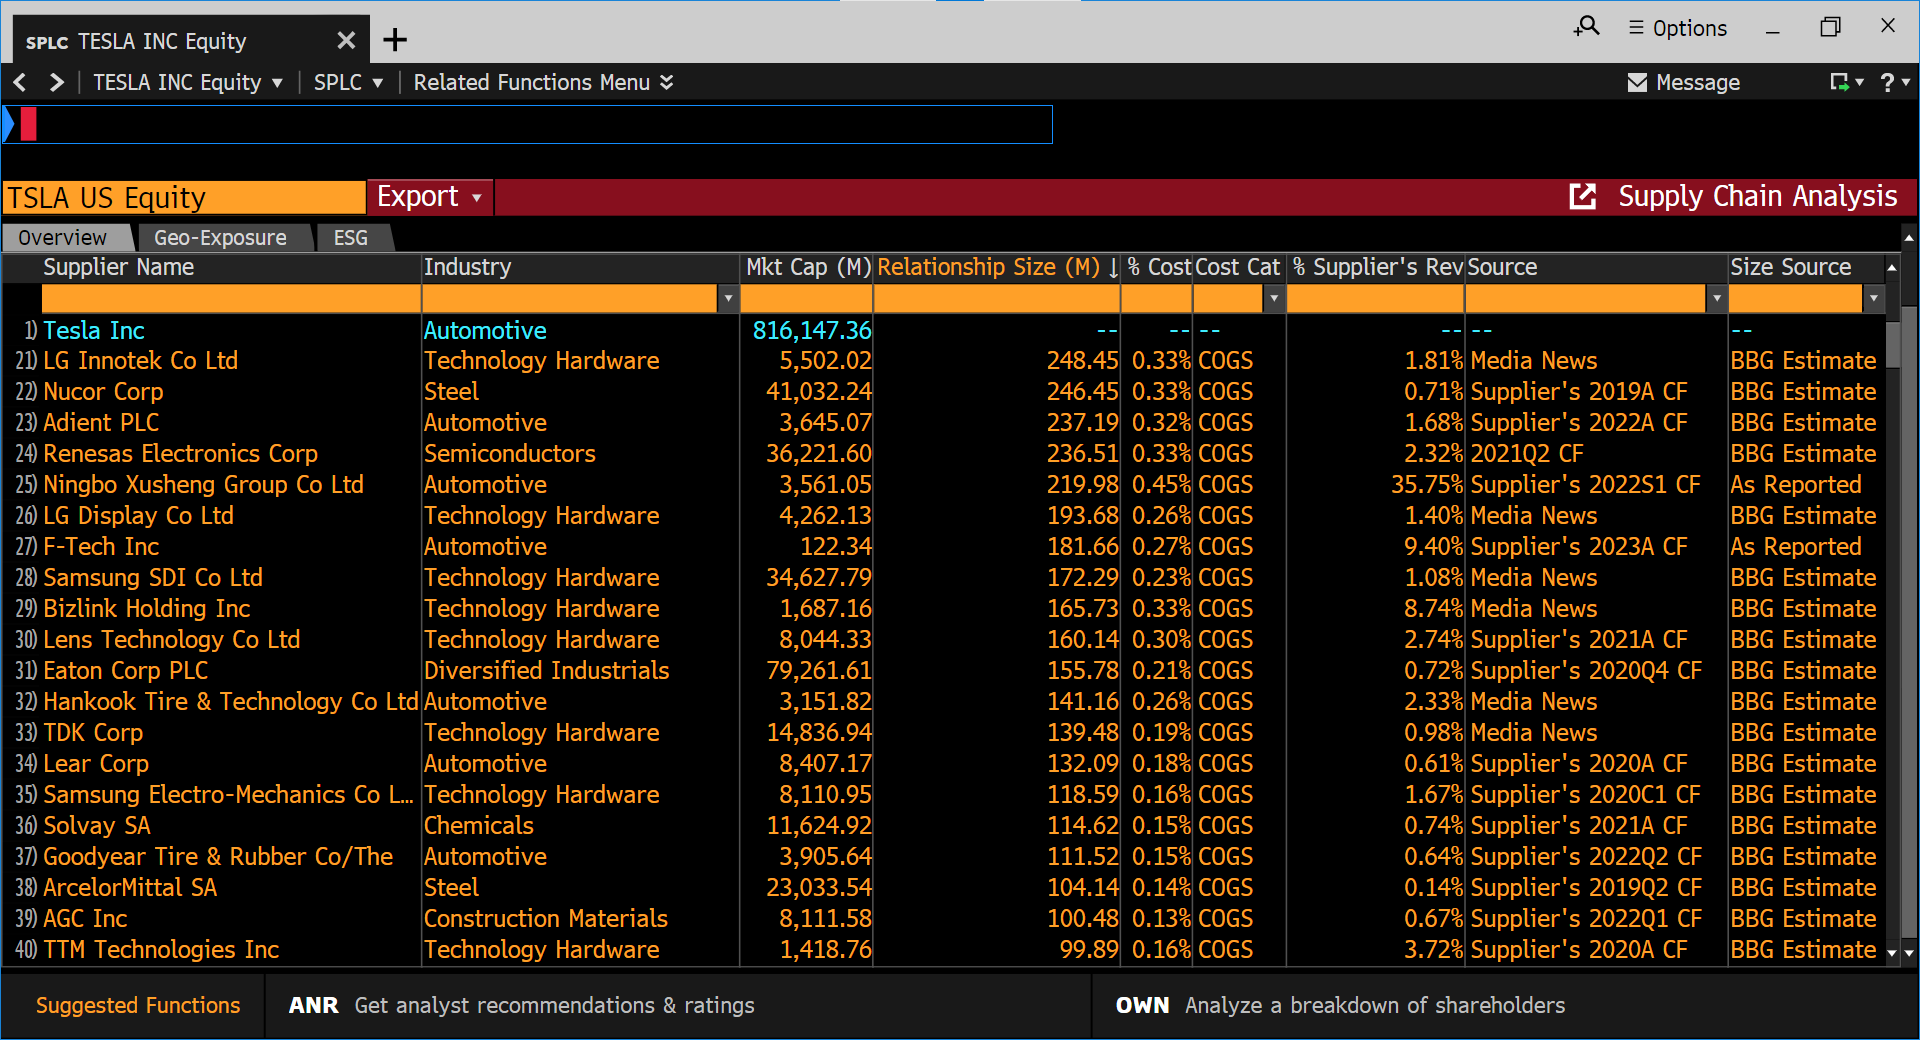 SPLC TESLA INC Equity
Options
TESLA INC Equity SPLC Related Functions Menu Message ?
TSLA US Equity Export Supply Chain Analysis
Overview Geo-Exposure ESG
Supplier Name Industry Mkt Cap (M) Relationship Size (M) ↓ % Cost Cost Cat % Supplier's Rev Source Size Source
1) Tesla Inc Automotive 816,147.36 -- -- -- -- -- --
21) LG Innotek Co Ltd Technology Hardware 5,502.02 248.45 0.33% COGS 1.81% Media News BBG Estimate
22) Nucor Corp Steel 41,032.24 246.45 0.33% COGS 0.71% Supplier's 2019A CF BBG Estimate
23) Adient PLC Automotive 3,645.07 237.19 0.32% COGS 1.68% Supplier's 2022A CF BBG Estimate
24) Renesas Electronics Corp Semiconductors 36,221.60 236.51 0.33% COGS 2.32% 2021Q2 CF BBG Estimate
25) Ningbo Xusheng Group Co Ltd Automotive 3,561.05 219.98 0.45% COGS 35.75% Supplier's 2022S1 CF As Reported
26) LG Display Co Ltd Technology Hardware 4,262.13 193.68 0.26% COGS 1.40% Media News BBG Estimate
27) F-Tech Inc Automotive 122.34 181.66 0.27% COGS 9.40% Supplier's 2023A CF As Reported
28) Samsung SDI Co Ltd Technology Hardware 34,627.79 172.29 0.23% COGS 1.08% Media News BBG Estimate
29) Bizlink Holding Inc Technology Hardware 1,687.16 165.73 0.33% COGS 8.74% Media News BBG Estimate
30) Lens Technology Co Ltd Technology Hardware 8,044.33 160.14 0.30% COGS 2.74% Supplier's 2021A CF BBG Estimate
31) Eaton Corp PLC Diversified Industrials 79,261.61 155.78 0.21% COGS 0.72% Supplier's 2020Q4 CF BBG Estimate
32) Hankook Tire & Technology Co Ltd Automotive 3,151.82 141.16 0.26% COGS 2.33% Media News BBG Estimate
33) TDK Corp Technology Hardware 14,836.94 139.48 0.19% COGS 0.98% Media News BBG Estimate
34) Lear Corp Automotive 8,407.17 132.09 0.18% COGS 0.61% Supplier's 2020A CF BBG Estimate
35) Samsung Electro-Mechanics Co L... Technology Hardware 8,110.95 118.59 0.16% COGS 1.67% Supplier's 2020C1 CF BBG Estimate
36) Solvay SA Chemicals 11,624.92 114.62 0.15% COGS 0.74% Supplier's 2021A CF BBG Estimate
37) Goodyear Tire & Rubber Co/The Automotive 3,905.64 111.52 0.15% COGS 0.64% Supplier's 2022Q2 CF BBG Estimate
38) ArcelorMittal SA Steel 23,033.54 104.14 0.14% COGS 0.14% Supplier's 2019Q2 CF BBG Estimate
39) AGC Inc Construction Materials 8,111.58 100.48 0.13% COGS 0.67% Supplier's 2022Q1 CF BBG Estimate
40) TTM Technologies Inc Technology Hardware 1,418.76 99.89 0.16% COGS 3.72% Supplier's 2020A CF BBG Estimate
Suggested Functions ANR Get analyst recommendations & ratings OWN Analyze a breakdown of shareholders